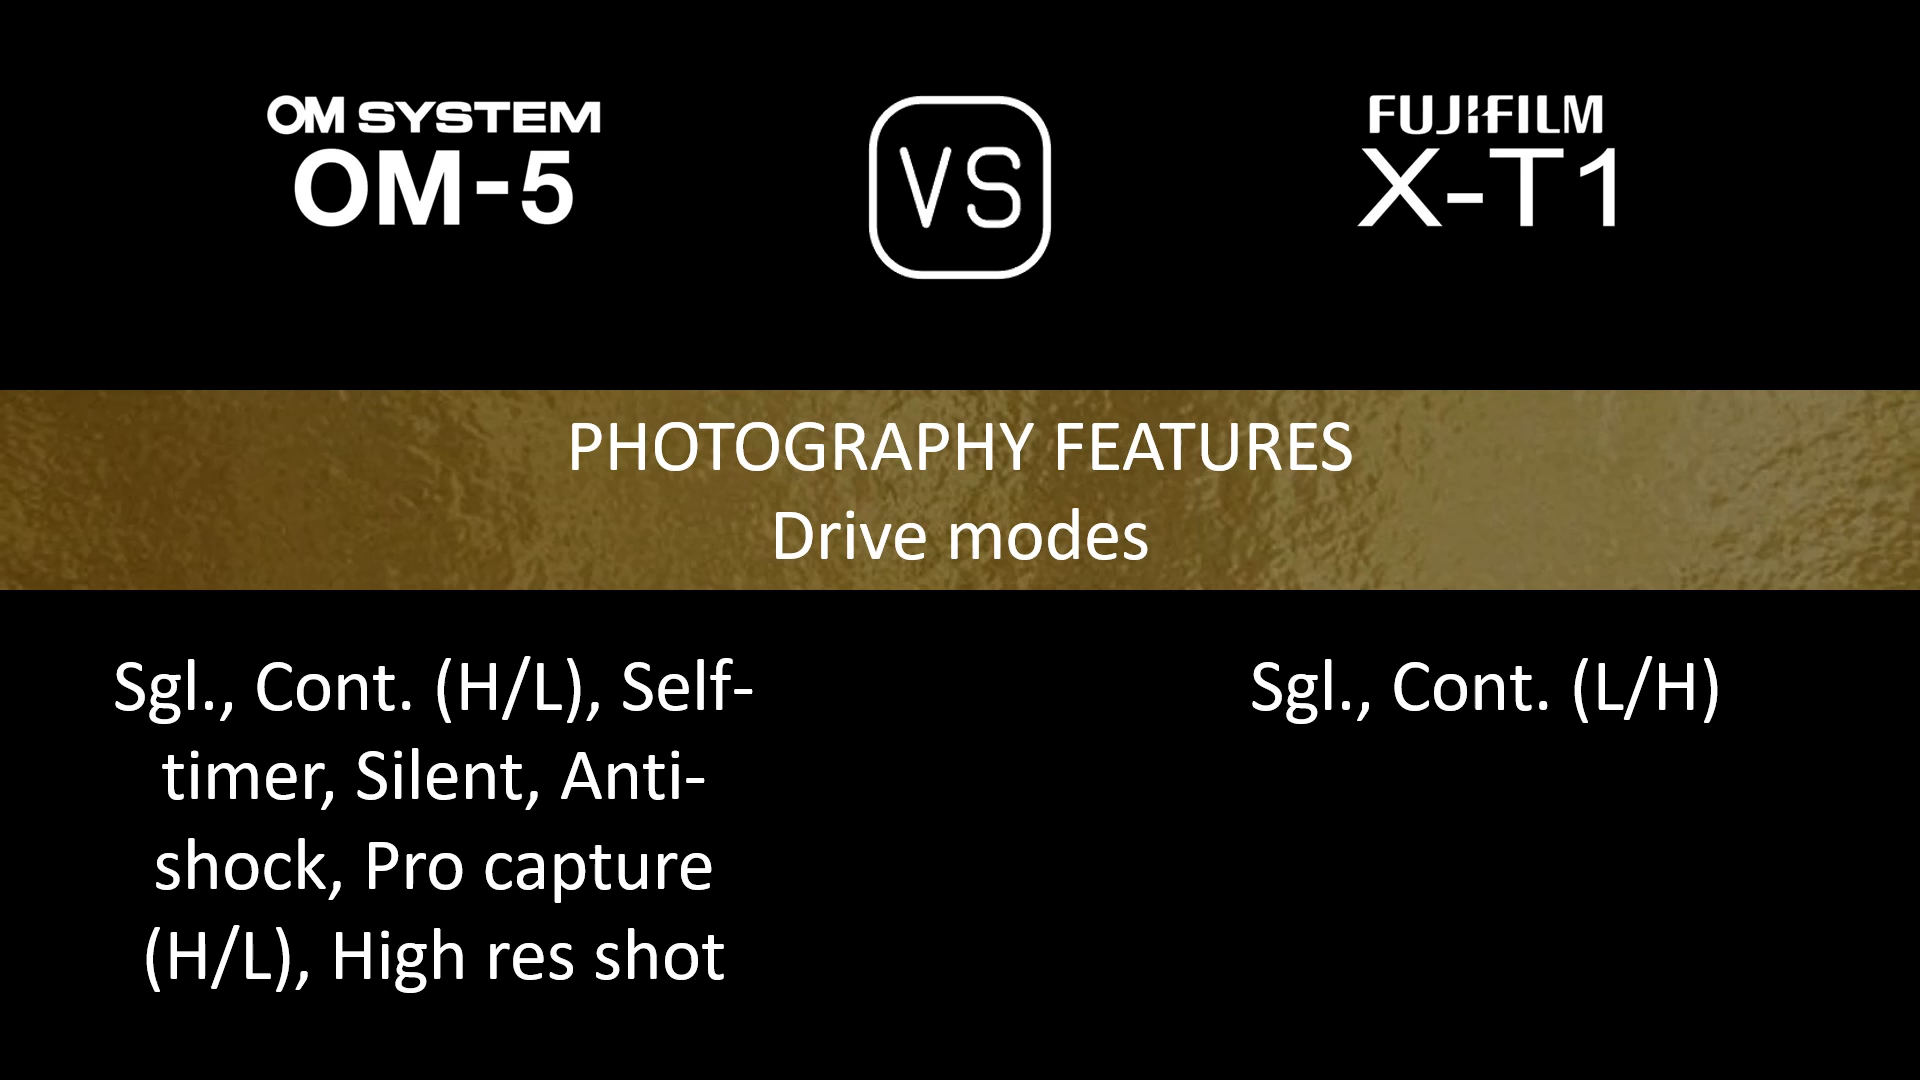 OM SYSTEM
OM-5
VS
FUJIFILM
X-T1
PHOTOGRAPHY FEATURES
Drive modes
Sgl., Cont. (H/L), Self-
timer, Silent, Anti-
shock, Pro capture
(H/L), High res shot
Sgl., Cont. (L/H)